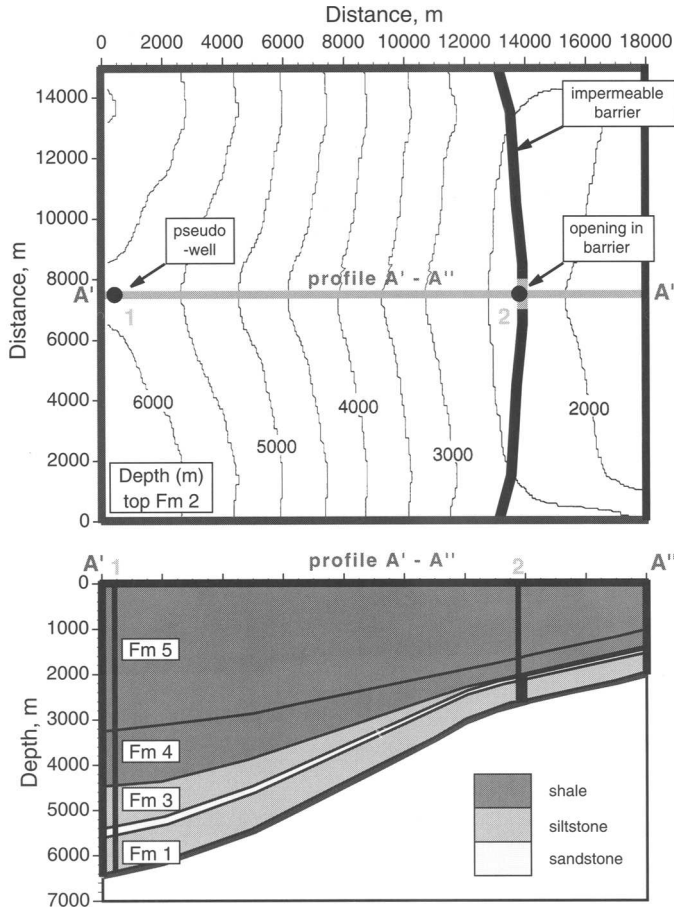 Distance, m
0 2000 4000 6000 8000 10000 12000 14000 16000 18000
14000
12000
10000
8000
6000
4000
2000
0
Distance, m
impermeable
barrier
pseudo
-well
opening in
barrier
profile A' - A''
A'
A''
1
2
6000
5000
4000
3000
2000
Depth (m)
top Fm 2
A' 1
profile A' - A''
2
A''
0
1000
2000
3000
4000
5000
6000
7000
Depth, m
Fm 5
Fm 4
Fm 3
Fm 1
shale
siltstone
sandstone